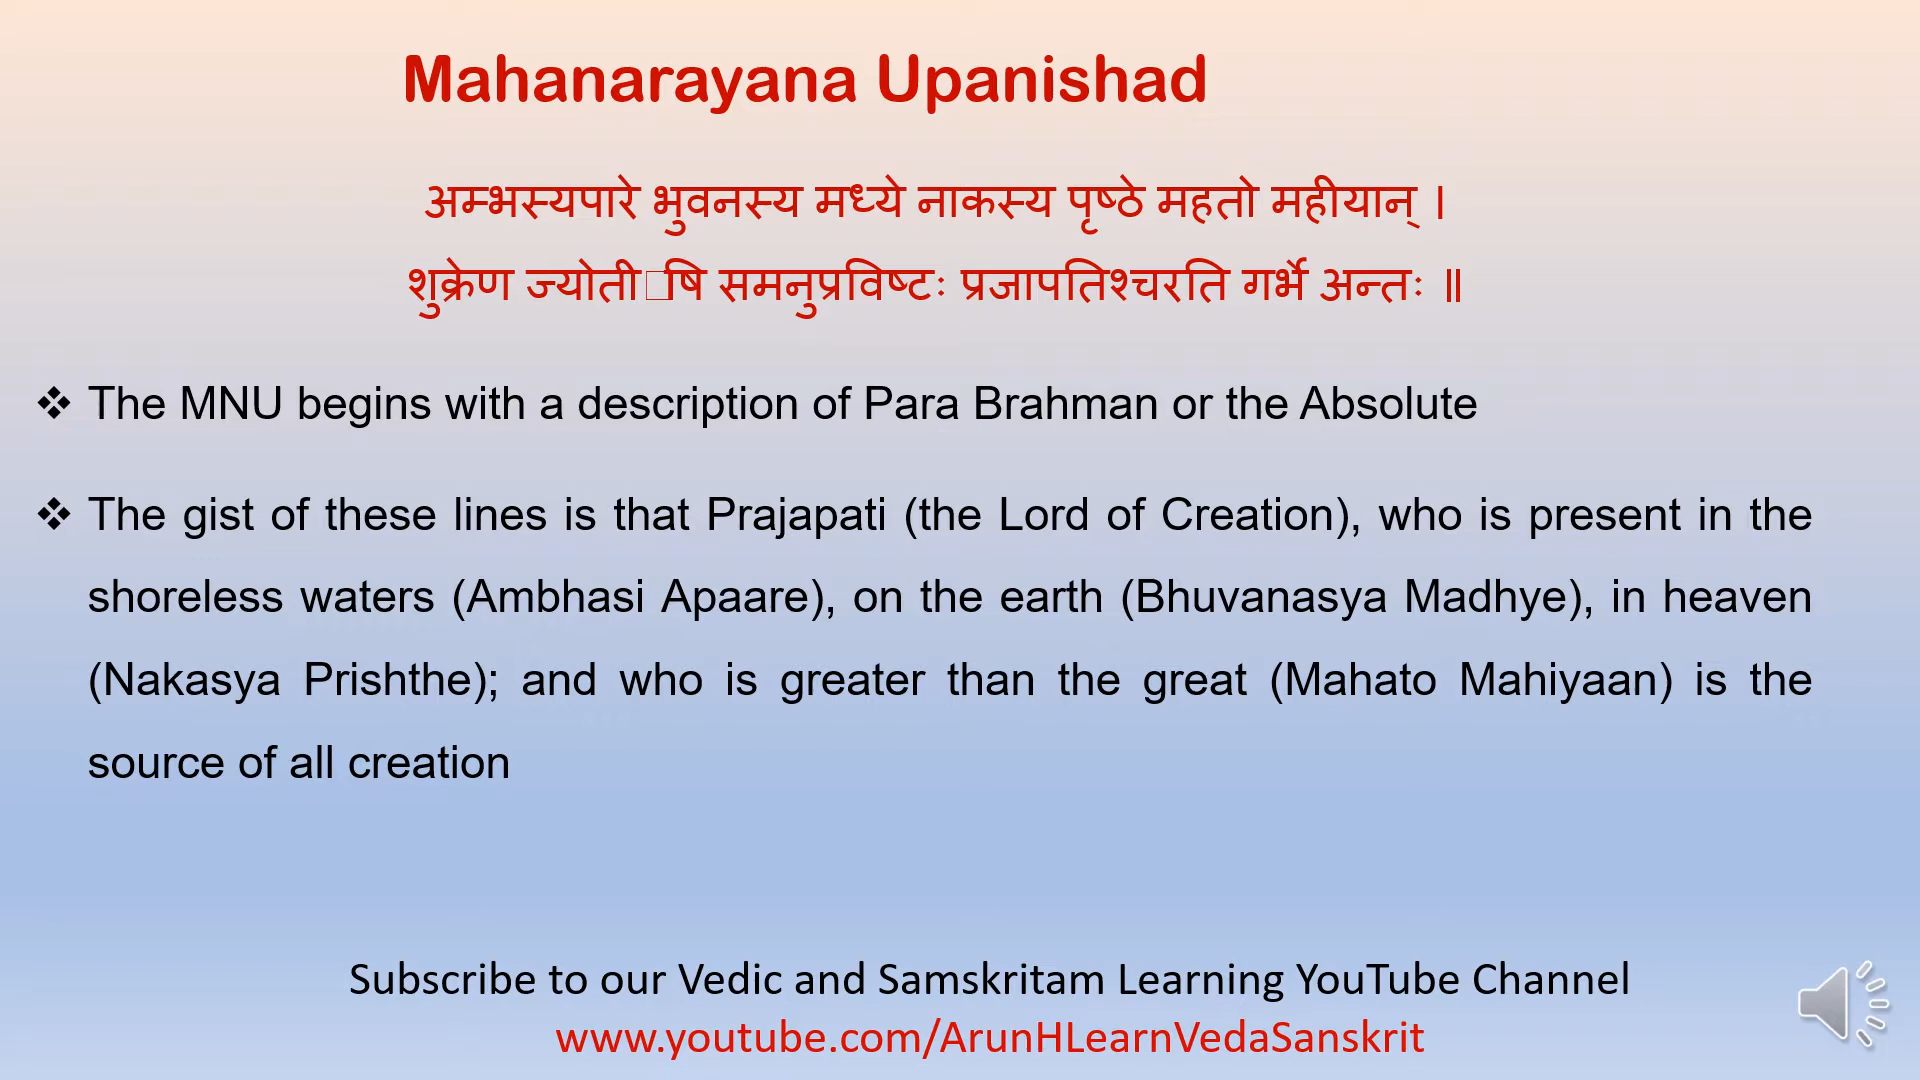 Mahanarayana Upanishad
अम्भस्यपारे भुवनस्य मध्ये नाकस्य पृष्ठे महतो महीयान् ।
शुक्रेण ज्योती□षि समनुप्रविष्टः प्रजापतिश्चरति गर्भे अन्तः ॥
❖ The MNU begins with a description of Para Brahman or the Absolute
❖ The gist of these lines is that Prajapati (the Lord of Creation), who is present in the
shoreless waters (Ambhasi Apaare), on the earth (Bhuvanasya Madhye), in heaven
(Nakasya Prishthe); and who is greater than the great (Mahato Mahiyaan) is the
source of all creation
Subscribe to our Vedic and Samskritam Learning YouTube Channel
www.youtube.com/ArunHLearnVedaSanskrit